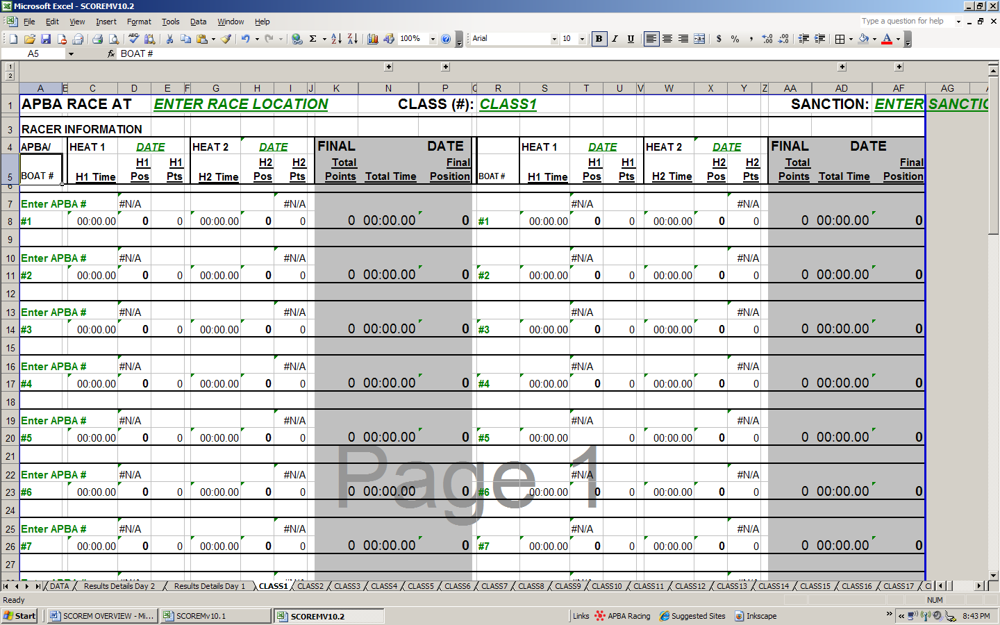 Microsoft Excel - SCOREMV10.2
File Edit View Insert Format Tools Data Window Help Type a question for help
100% Arial 10 B I U $ % ,
A5 fx BOAT #
1
2
A B C D E F G H I J K N P Q R S T U V W X Y Z AA AD AF AG
1 APBA RACE AT ENTER RACE LOCATION CLASS (#): CLASS1 SANCTION: ENTER SANCTIO
3 RACER INFORMATION
4 APBA/ HEAT 1 DATE HEAT 2 DATE FINAL DATE HEAT 1 DATE HEAT 2 DATE FINAL DATE
H1 H1 H2 H2 Total Final H1 H1 H2 H2 Total Final
5 BOAT # H1 Time Pos Pts H2 Time Pos Pts Points Total Time Position BOAT # H1 Time Pos Pts H2 Time Pos Pts Points Total Time Position
6
7 Enter APBA # #N/A #N/A #N/A #N/A
8 #1 00:00.00 0 0 00:00.00 0 0 0 00:00.00 0 #1 00:00.00 0 0 00:00.00 0 0 0 00:00.00 0
9
10 Enter APBA # #N/A #N/A #N/A #N/A
11 #2 00:00.00 0 0 00:00.00 0 0 0 00:00.00 0 #2 00:00.00 0 0 00:00.00 0 0 0 00:00.00 0
12
13 Enter APBA # #N/A #N/A #N/A #N/A
14 #3 00:00.00 0 0 00:00.00 0 0 0 00:00.00 0 #3 00:00.00 0 0 00:00.00 0 0 0 00:00.00 0
15
16 Enter APBA # #N/A #N/A #N/A #N/A
17 #4 00:00.00 0 0 00:00.00 0 0 0 00:00.00 0 #4 00:00.00 0 0 00:00.00 0 0 0 00:00.00 0
18
19 Enter APBA # #N/A #N/A #N/A #N/A
20 #5 00:00.00 0 0 00:00.00 0 0 0 00:00.00 0 #5 00:00.00 0 00:00.00 0 0 0 00:00.00 0
21
Page 1
22 Enter APBA # #N/A #N/A #N/A #N/A
23 #6 00:00.00 0 0 00:00.00 0 0 0 00:00.00 0 #6 00:00.00 0 0 00:00.00 0 0 0 00:00.00 0
24
25 Enter APBA # #N/A #N/A #N/A #N/A
26 #7 00:00.00 0 0 00:00.00 0 0 0 00:00.00 0 #7 00:00.00 0 0 00:00.00 0 0 0 00:00.00 0
27
DATA Results Details Day 2 Results Details Day 1 CLASS1 CLASS2 CLASS3 CLASS4 CLASS5 CLASS6 CLASS7 CLASS8 CLASS9 CLASS10 CLASS11 CLASS12 CLASS13 CLASS14 CLASS15 CLASS16 CLASS17
Ready NUM
Start SCOREM OVERVIEW - Mi... SCOREMv10.1 SCOREMV10.2 Links APBA Racing Suggested Sites Inkscape 8:43 PM